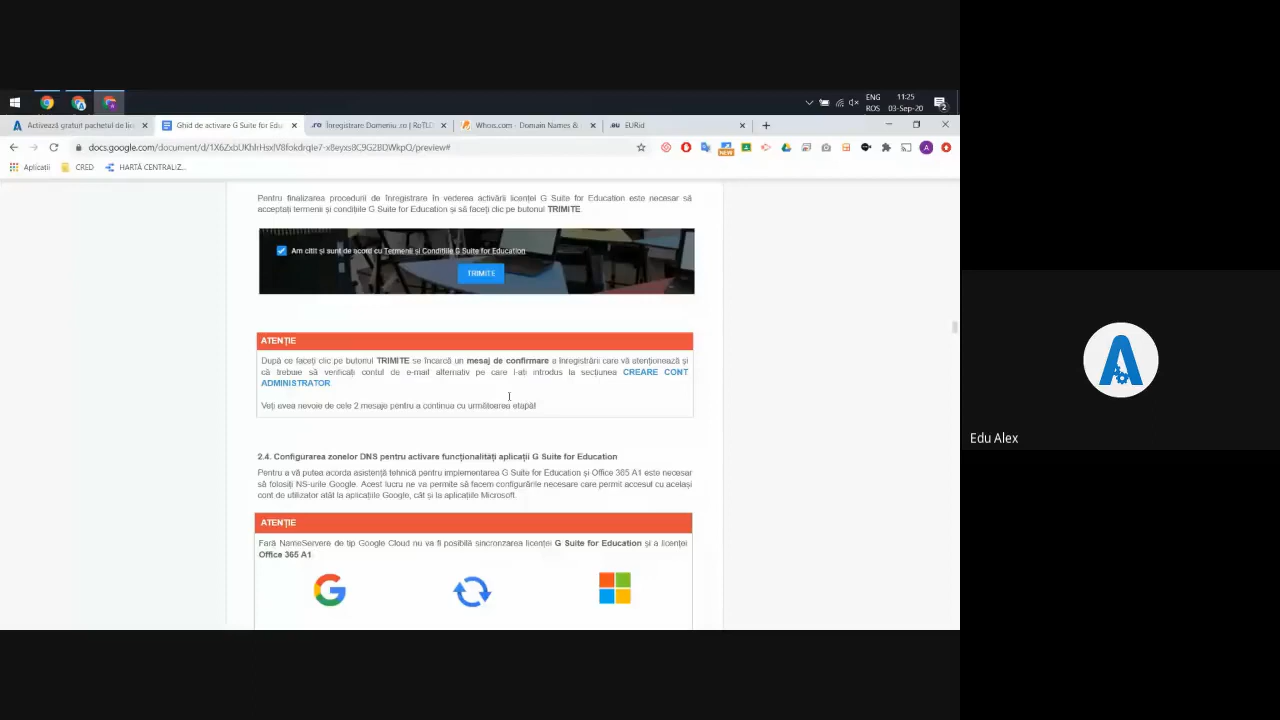 ENG
ROS
11:25
03-Sep-20
Activează gratuit pachetul de lic
Ghid de activare G Suite for Edu
Înregistrare Domeniu .ro | RoTLD
Whois.com - Domain Names &
EURid
Aplicații
CRED
HARTĂ CENTRALIZ...
Pentru finalizarea procedurii de înregistrare în vederea activării licenței G Suite for Education este necesar să
acceptați termenii și condițiile G Suite for Education și să faceți clic pe butonul TRIMITE
Am citit și sunt de acord cu Termenii și Condițiile G Suite for Education
TRIMITE
ATENȚIE
După ce faceți clic pe butonul TRIMITE se încarcă un mesaj de confirmare a înregistrării care vă atenționează și
că trebuie să verificați contul de e-mail alternativ pe care l-ați introdus la secțiunea CREARE CONT
ADMINISTRATOR
Veți avea nevoie de cele 2 mesaje pentru a continua cu următoarea etapă!
2.4. Configurarea zonelor DNS pentru activare funcționalități aplicații G Suite for Education
Pentru a vă putea acorda asistență tehnică pentru implementarea G Suite for Education și Office 365 A1 este necesar
să folosiți NS-urile Google. Acest lucru ne va permite să facem configurările necesare care permit accesul cu același
cont de utilizator atât la aplicațiile Google, cât și la aplicațiile Microsoft.
ATENȚIE
Fără NameServere de tip Google Cloud nu va fi posibilă sincronizarea licenței G Suite for Education și a licenței
Office 365 A1
Edu Alex